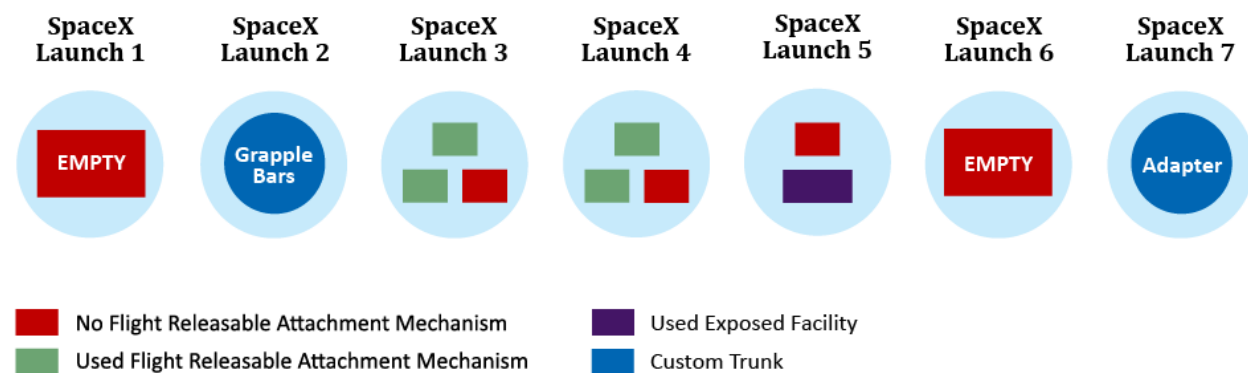 SpaceX
Launch 1
SpaceX
Launch 2
SpaceX
Launch 3
SpaceX
Launch 4
SpaceX
Launch 5
SpaceX
Launch 6
SpaceX
Launch 7
EMPTY
Grapple
Bars
EMPTY
Adapter
No Flight Releasable Attachment Mechanism
Used Flight Releasable Attachment Mechanism
Used Exposed Facility
Custom Trunk